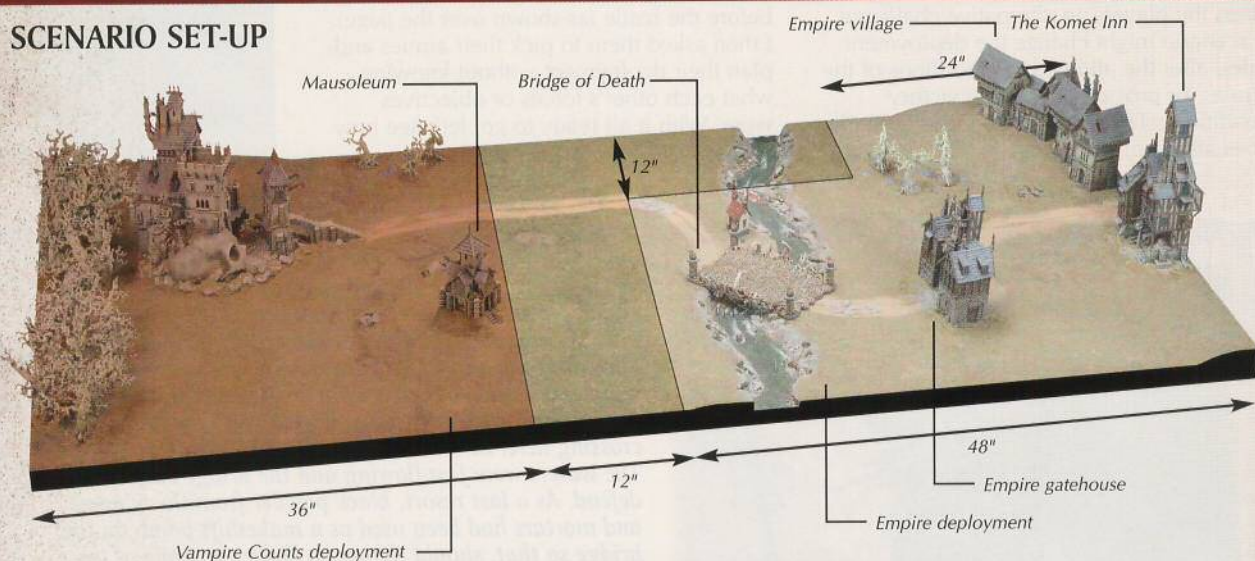 SCENARIO SET-UP
Empire village
The Komet Inn
Mausoleum
Bridge of Death
24"
12"
48"
12"
36"
Empire gatehouse
Empire deployment
Vampire Counts deployment